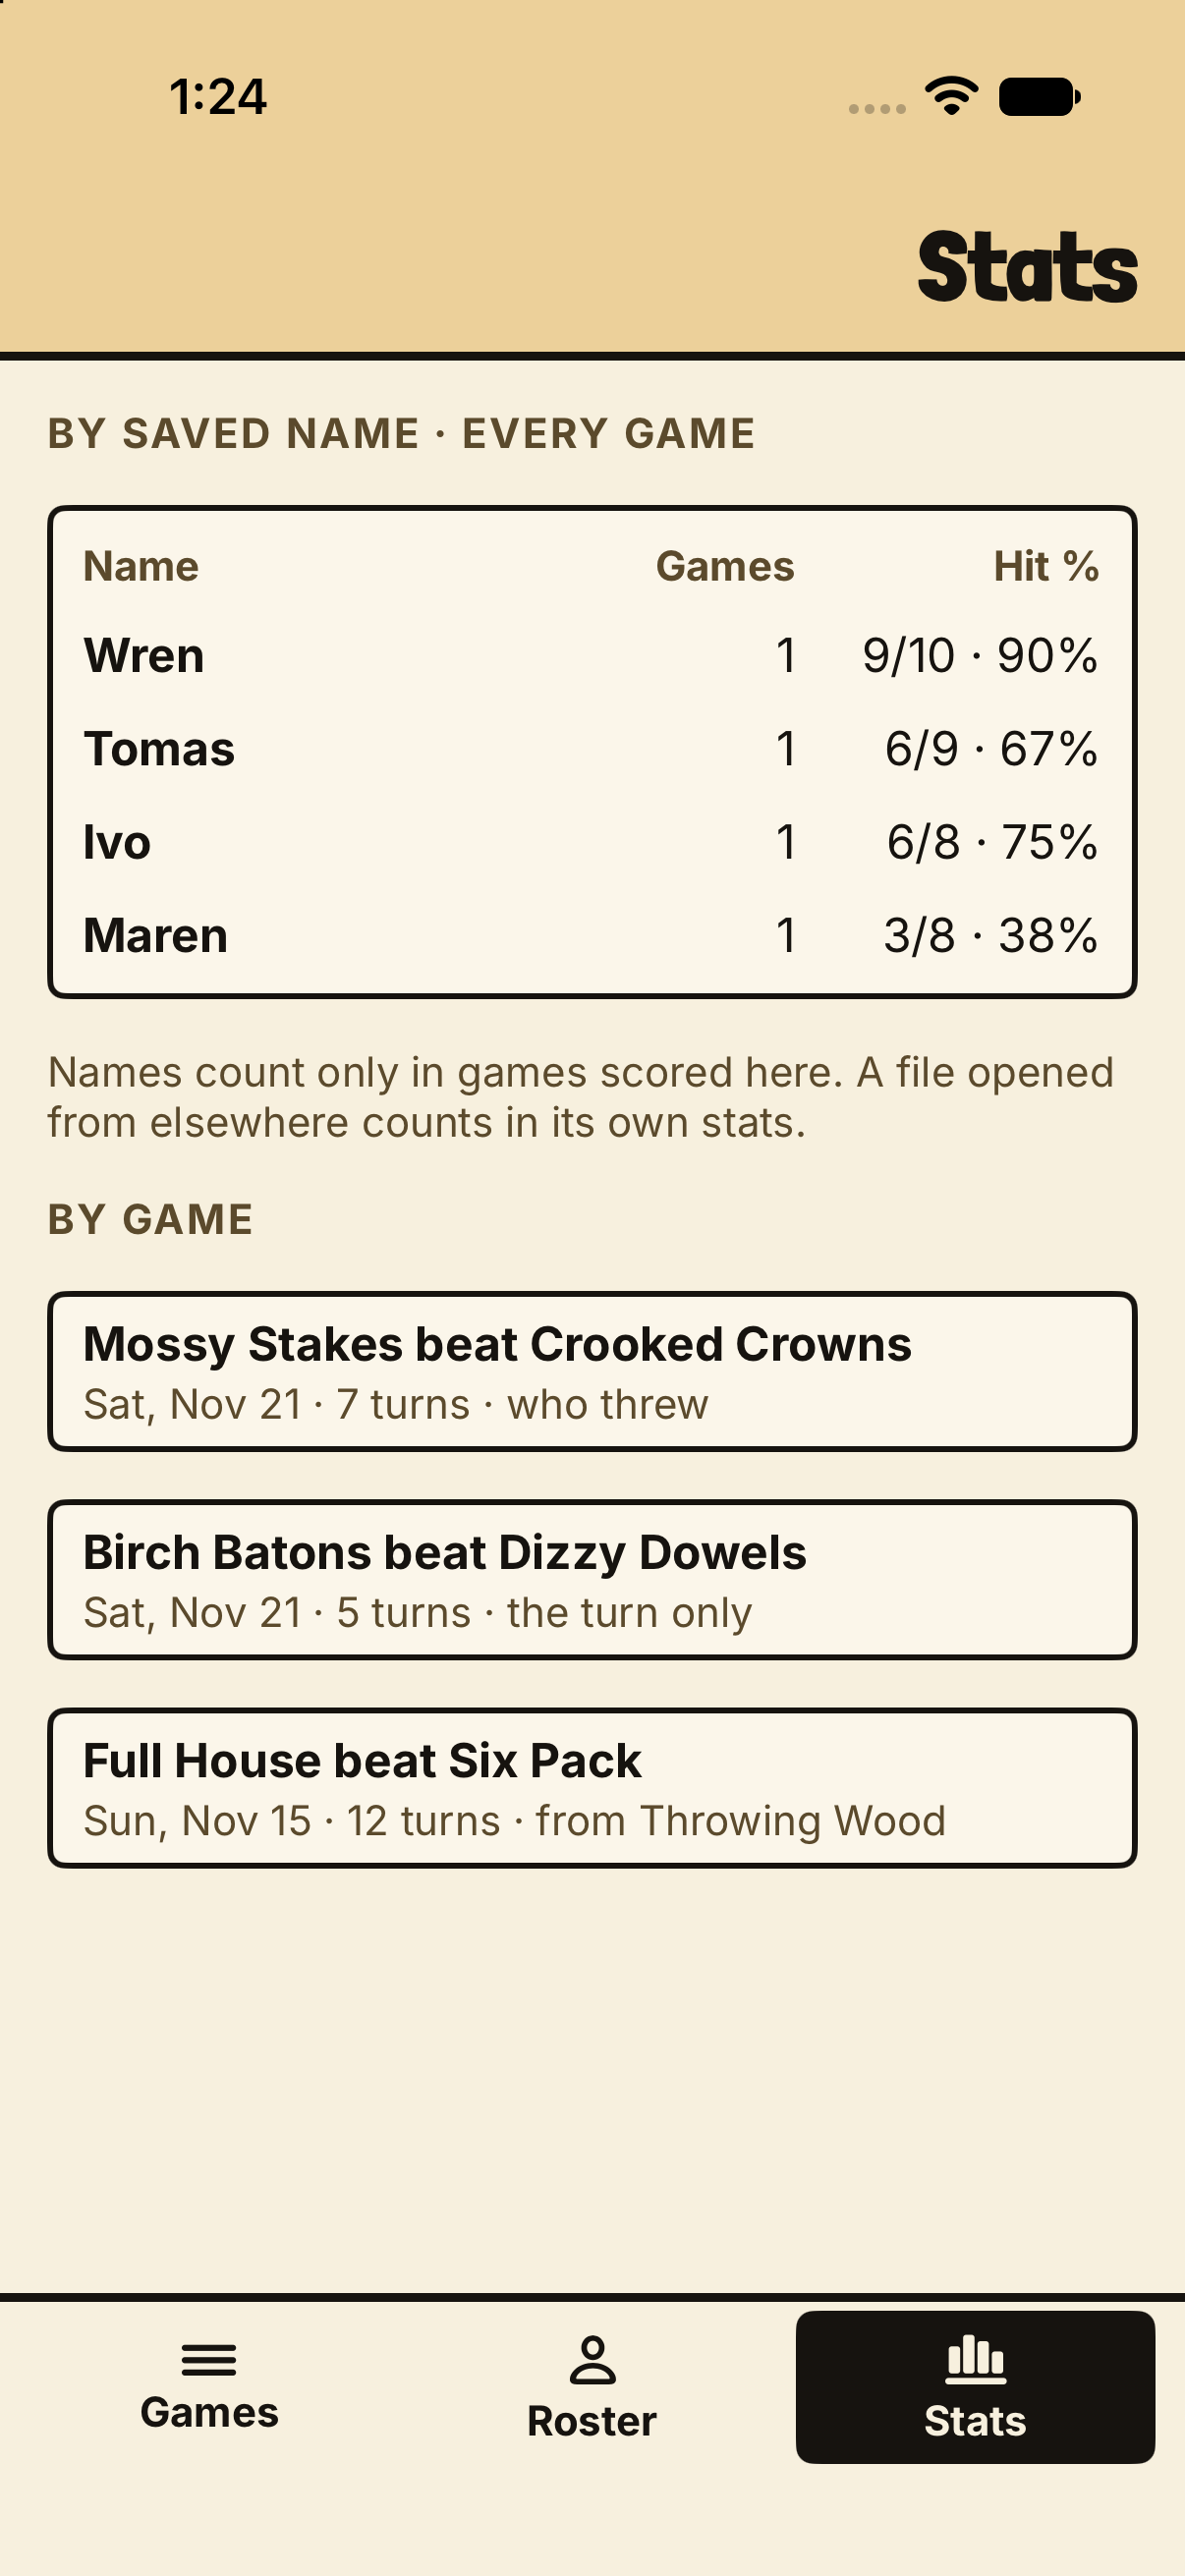 1:24
Stats
BY SAVED NAME · EVERY GAME
Name Games Hit %
Wren 1 9/10 · 90%
Tomas 1 6/9 · 67%
Ivo 1 6/8 · 75%
Maren 1 3/8 · 38%
Names count only in games scored here. A file opened
from elsewhere counts in its own stats.
BY GAME
Mossy Stakes beat Crooked Crowns
Sat, Nov 21 · 7 turns · who threw
Birch Batons beat Dizzy Dowels
Sat, Nov 21 · 5 turns · the turn only
Full House beat Six Pack
Sun, Nov 15 · 12 turns · from Throwing Wood
Games Roster Stats